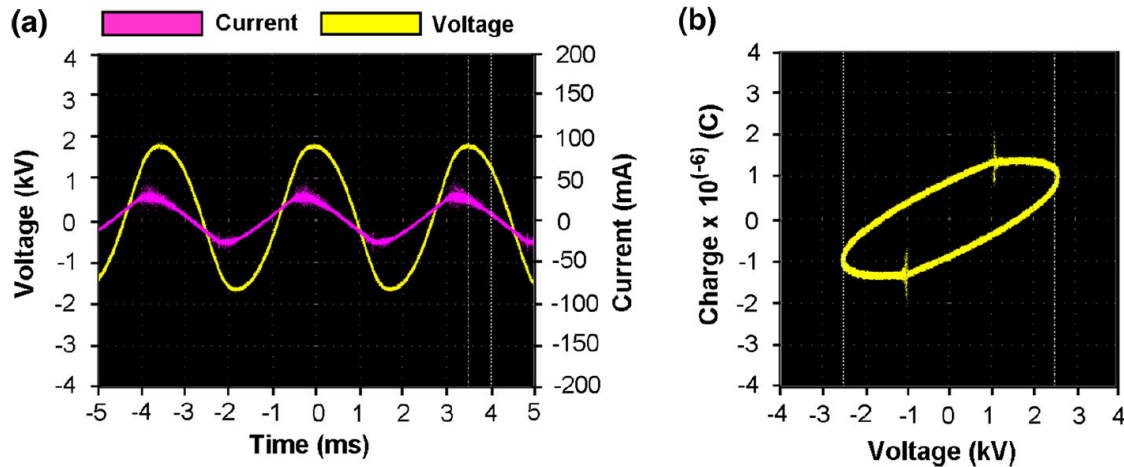 (a) Current Voltage
4 200
3 150
2 100
1 50
0 0
-1 -50
-2 -100
-3 -150
-4 -200
-5 -4 -3 -2 -1 0 1 2 3 4 5
Voltage (kV)
Current (mA)
Time (ms)
(b)
4
3
2
1
0
-1
-2
-3
-4
-4 -3 -2 -1 0 1 2 3 4
Charge x 10(-6) (C)
Voltage (kV)